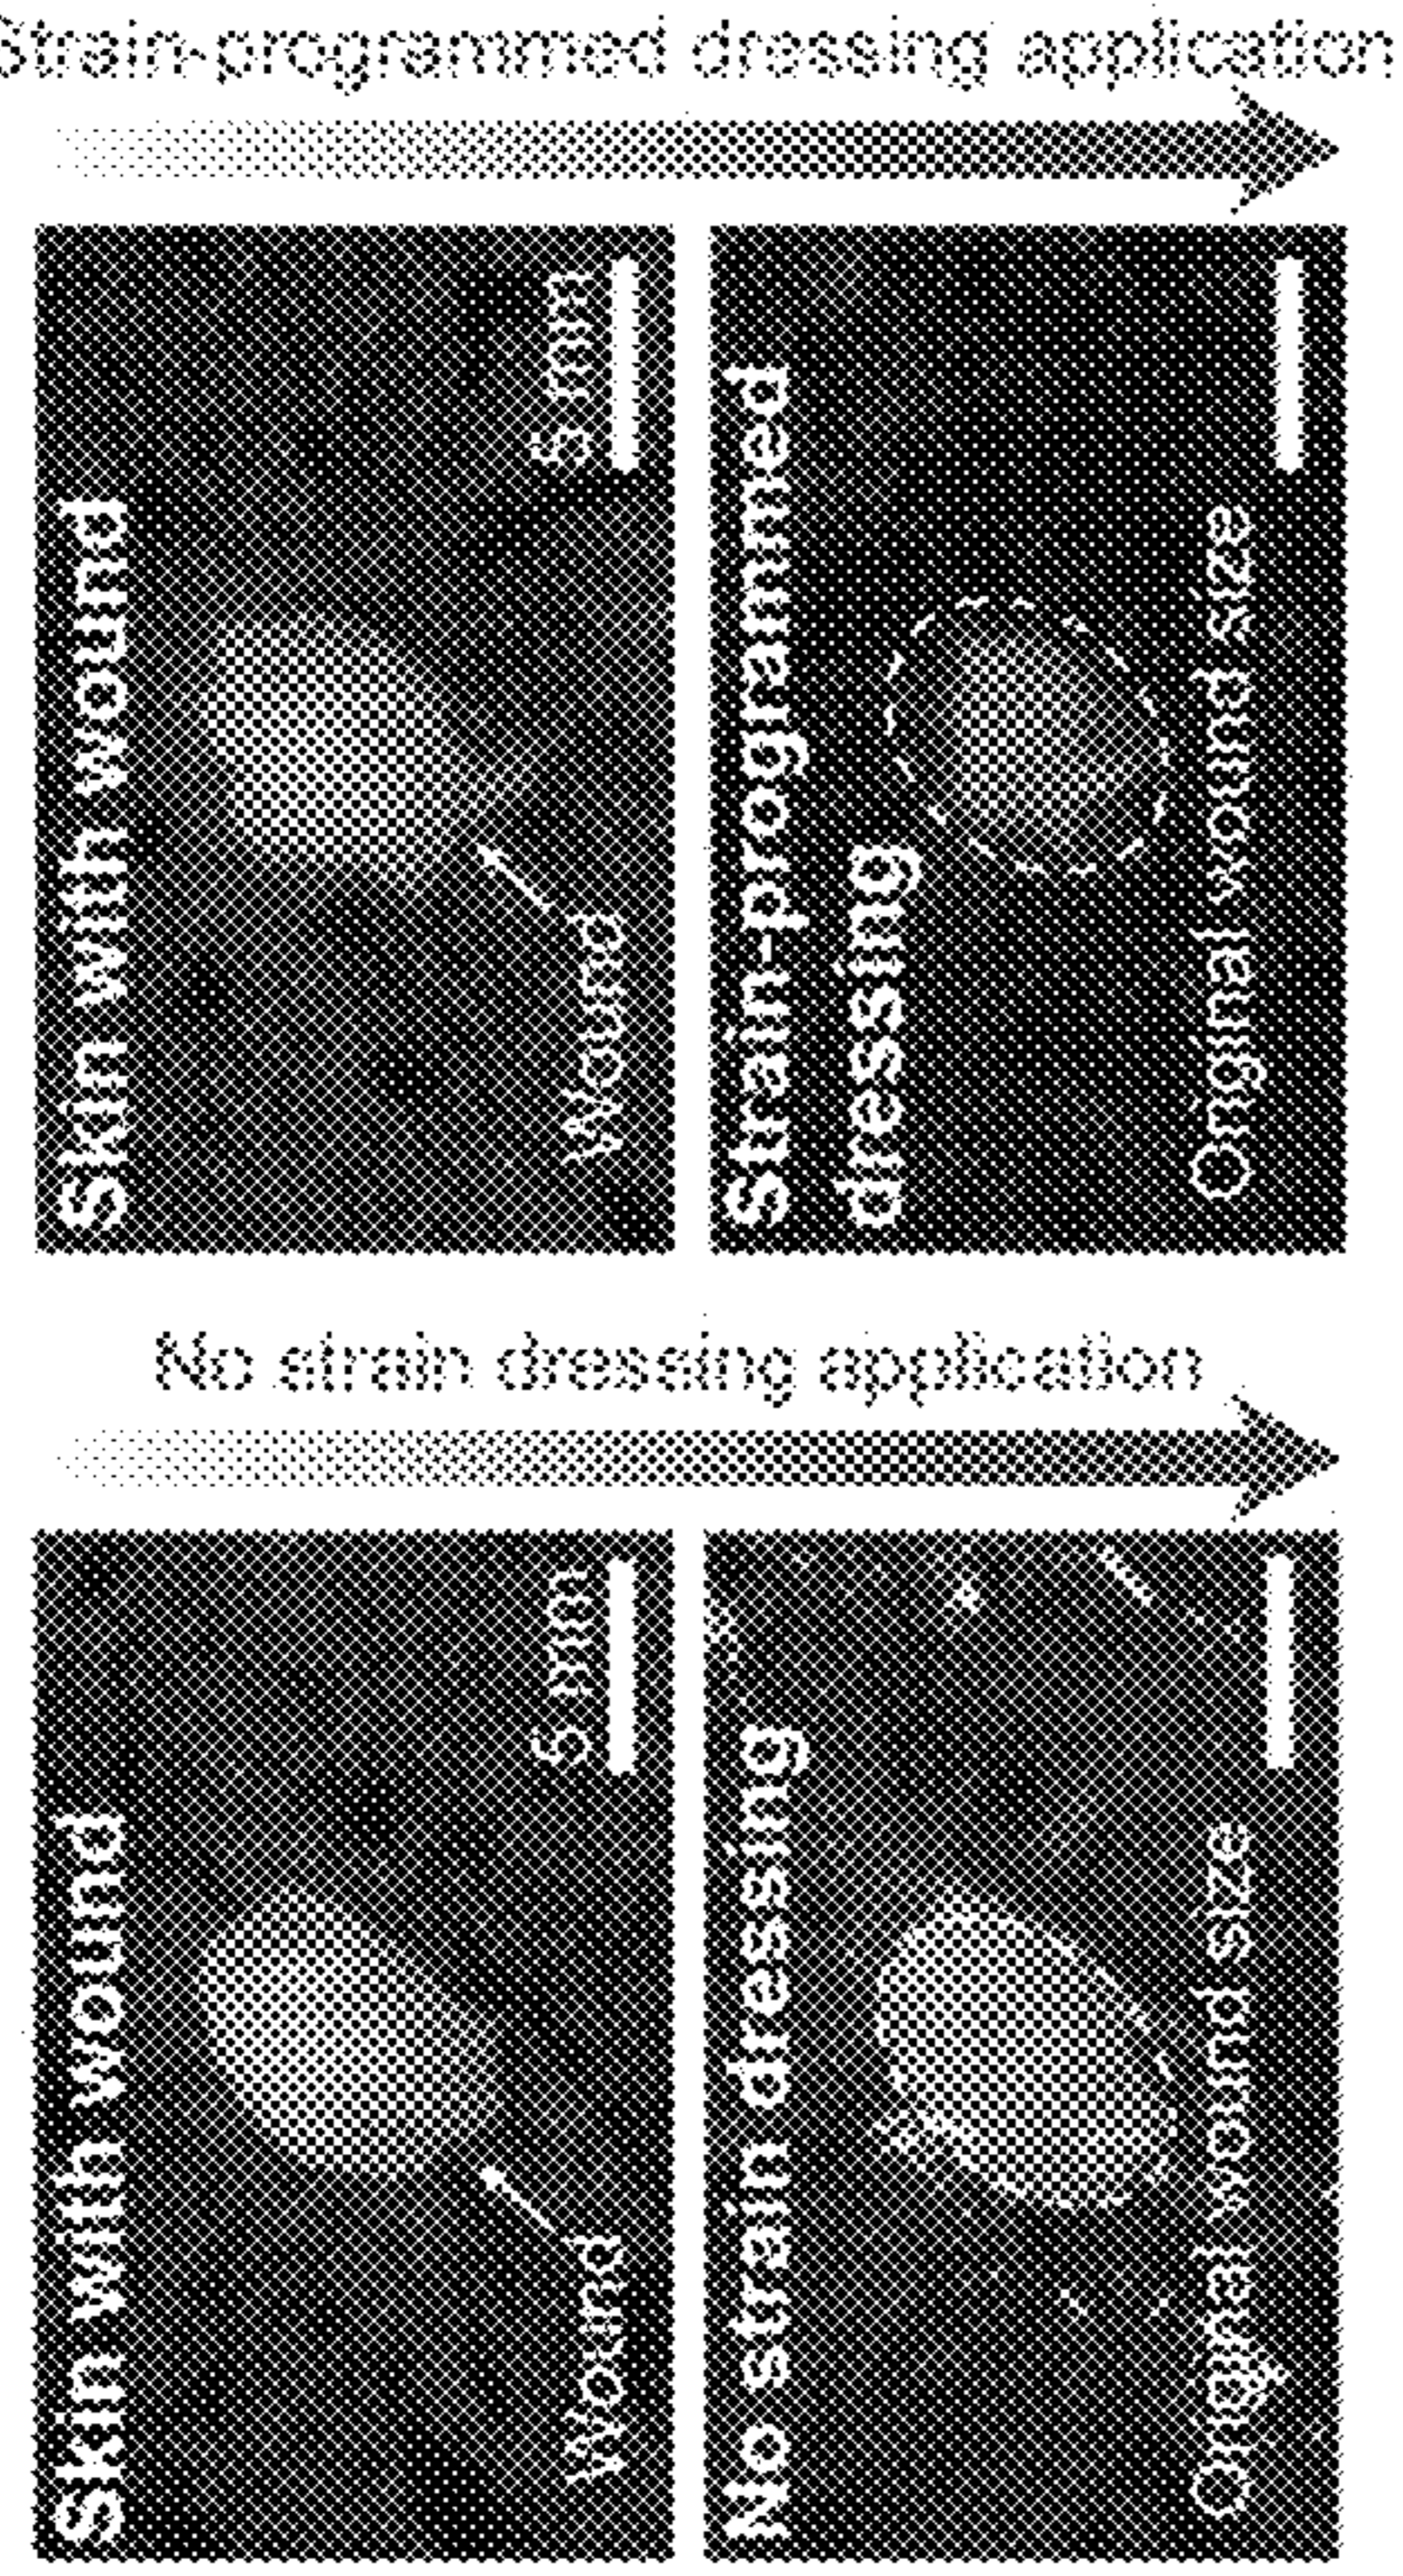 Strain-programmed dressing application
Skin with wound
5 mm
Wound
Strain-programmed
dressing
Original wound size
No strain dressing application
Skin with wound
5 mm
Wound
No strain dressing
Original wound size